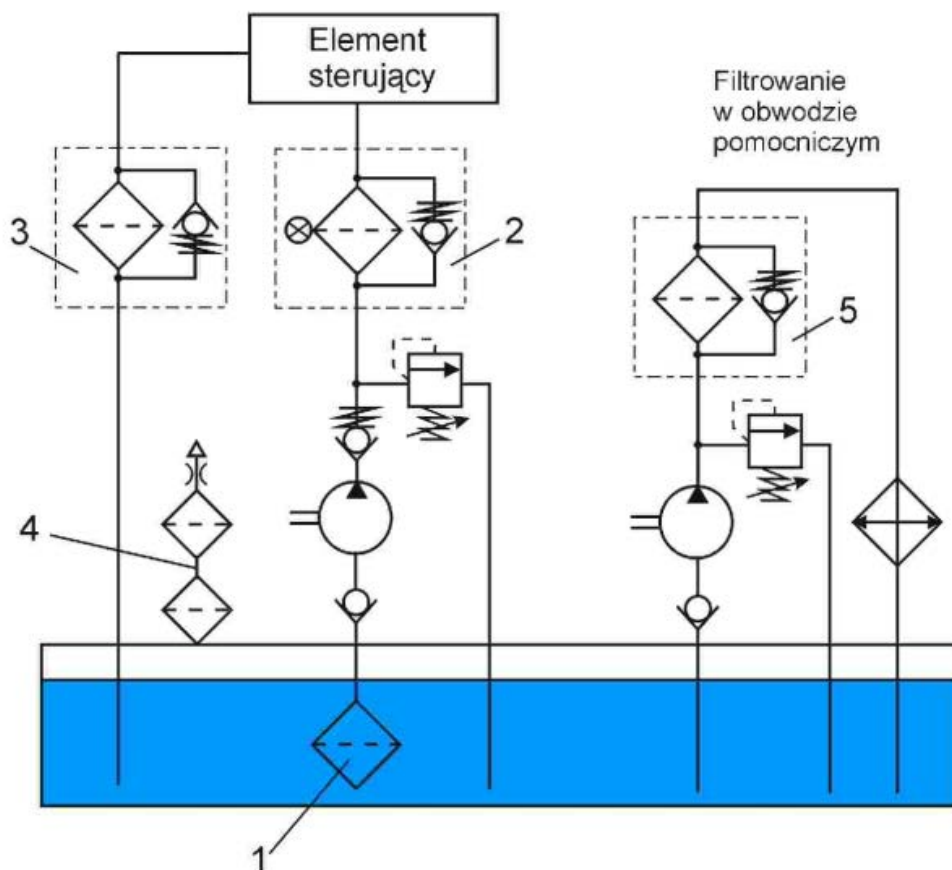 Element
sterujący
Filtrowanie
w obwodzie
pomocniczym
3
2
5
4
1